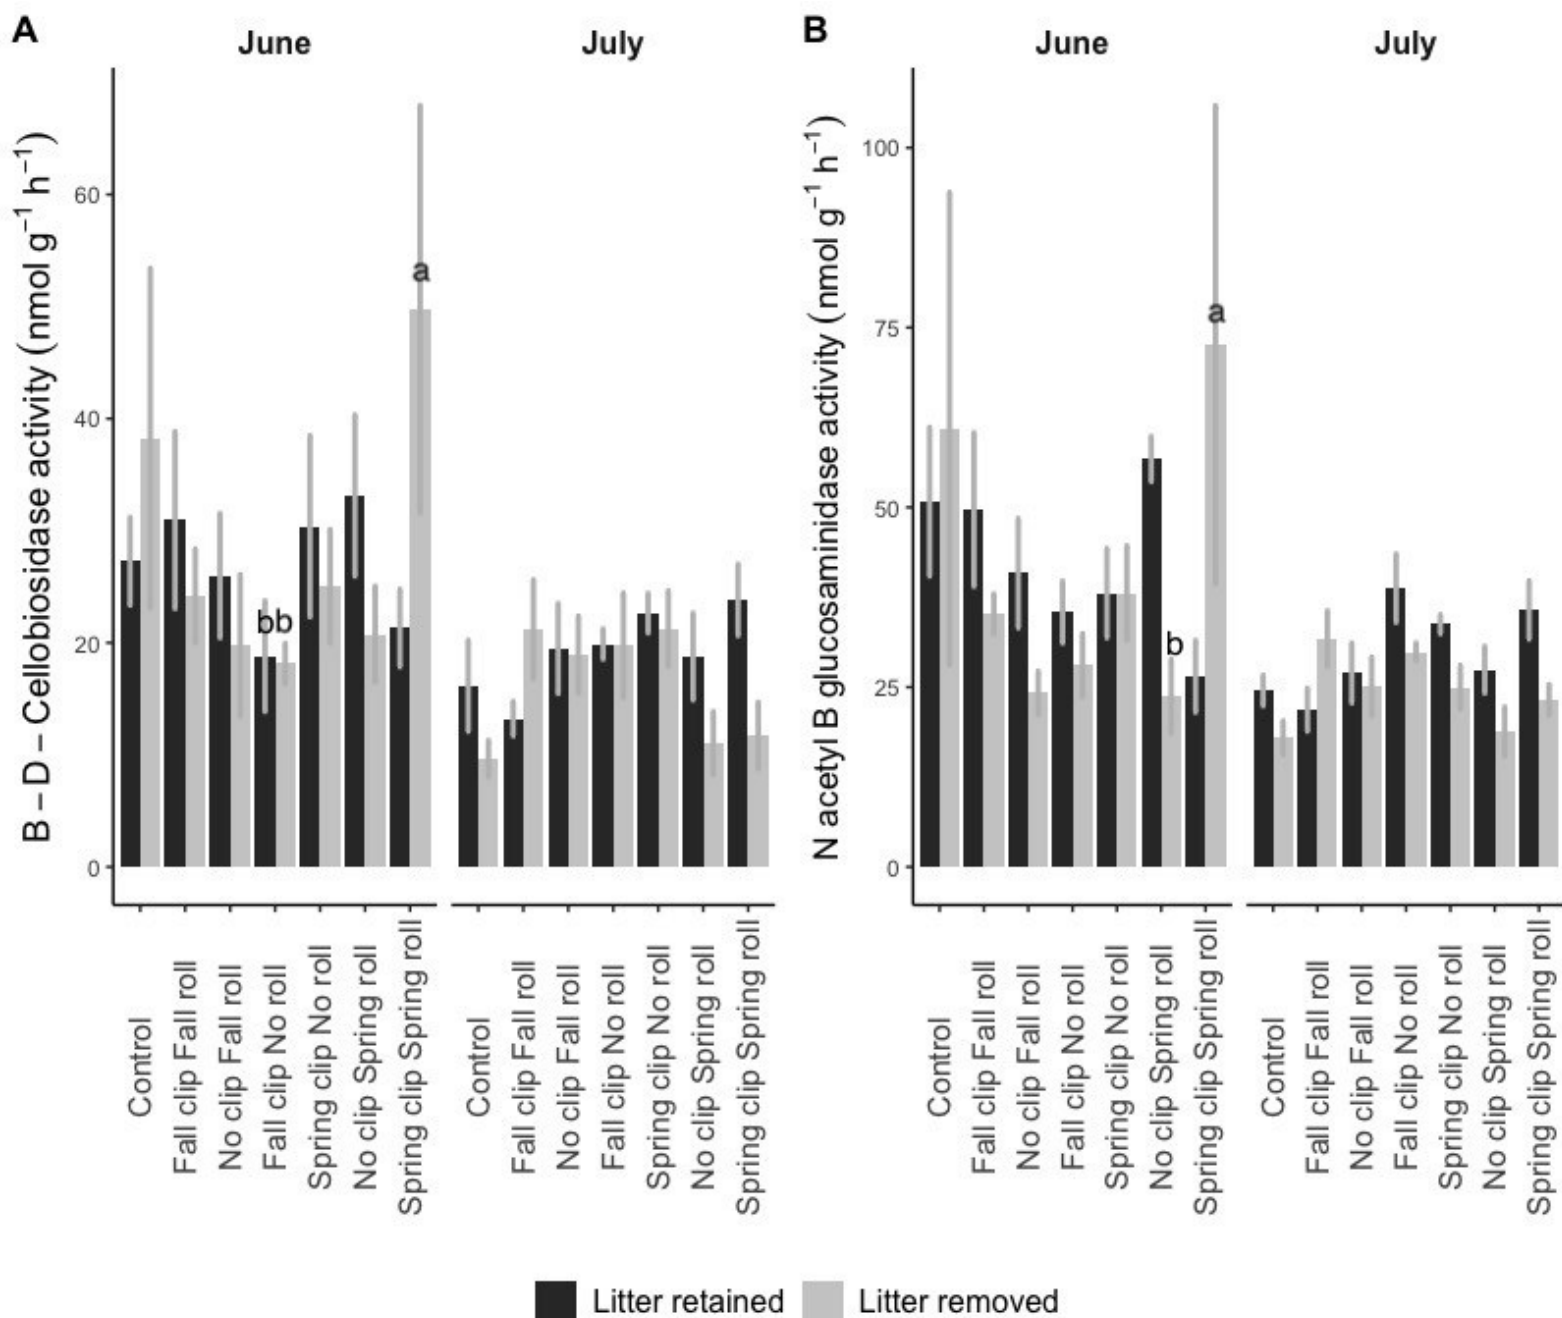 A
June
July
B – D – Cellobiosidase activity (nmol g⁻¹ h⁻¹)
60
40
20
0
a
bb
Control
Fall clip Fall roll
No clip Fall roll
Fall clip No roll
Spring clip No roll
No clip Spring roll
Spring clip Spring roll
Control
Fall clip Fall roll
No clip Fall roll
Fall clip No roll
Spring clip No roll
No clip Spring roll
Spring clip Spring roll
B
June
July
N acetyl B glucosaminidase activity (nmol g⁻¹ h⁻¹)
100
75
50
25
0
a
b
Control
Fall clip Fall roll
No clip Fall roll
Fall clip No roll
Spring clip No roll
No clip Spring roll
Spring clip Spring roll
Control
Fall clip Fall roll
No clip Fall roll
Fall clip No roll
Spring clip No roll
No clip Spring roll
Spring clip Spring roll
Litter retained
Litter removed